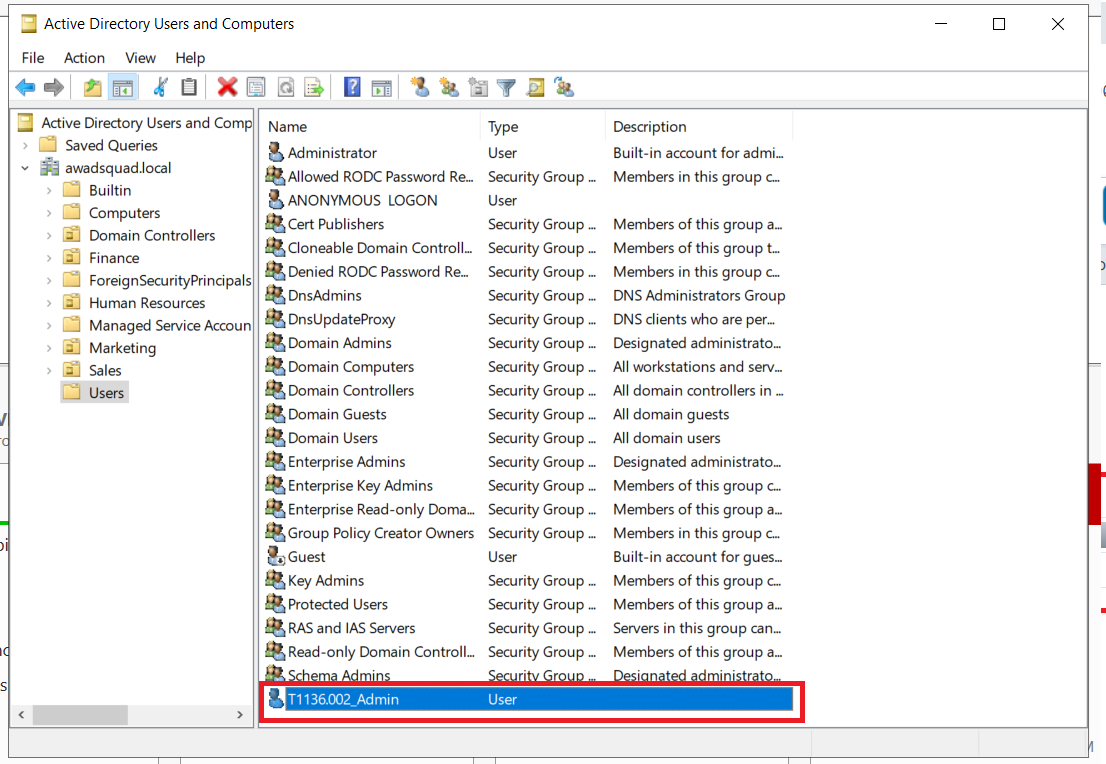 Active Directory Users and Computers
File Action View Help
Active Directory Users and Comp
Saved Queries
awadsquad.local
Builtin
Computers
Domain Controllers
Finance
ForeignSecurityPrincipals
Human Resources
Managed Service Accoun
Marketing
Sales
Users
Name Type Description
Administrator User Built-in account for admi...
Allowed RODC Password Re... Security Group ... Members in this group c...
ANONYMOUS LOGON User
Cert Publishers Security Group ... Members of this group a...
Cloneable Domain Controll... Security Group ... Members of this group t...
Denied RODC Password Re... Security Group ... Members in this group c...
DnsAdmins Security Group ... DNS Administrators Group
DnsUpdateProxy Security Group ... DNS clients who are per...
Domain Admins Security Group ... Designated administrato...
Domain Computers Security Group ... All workstations and serv...
Domain Controllers Security Group ... All domain controllers in ...
Domain Guests Security Group ... All domain guests
Domain Users Security Group ... All domain users
Enterprise Admins Security Group ... Designated administrato...
Enterprise Key Admins Security Group ... Members of this group c...
Enterprise Read-only Doma... Security Group ... Members of this group a...
Group Policy Creator Owners Security Group ... Members in this group c...
Guest User Built-in account for gues...
Key Admins Security Group ... Members of this group c...
Protected Users Security Group ... Members of this group a...
RAS and IAS Servers Security Group ... Servers in this group can...
Read-only Domain Controll... Security Group ... Members of this group a...
Schema Admins Security Group ... Designated administrato...
T1136.002_Admin User